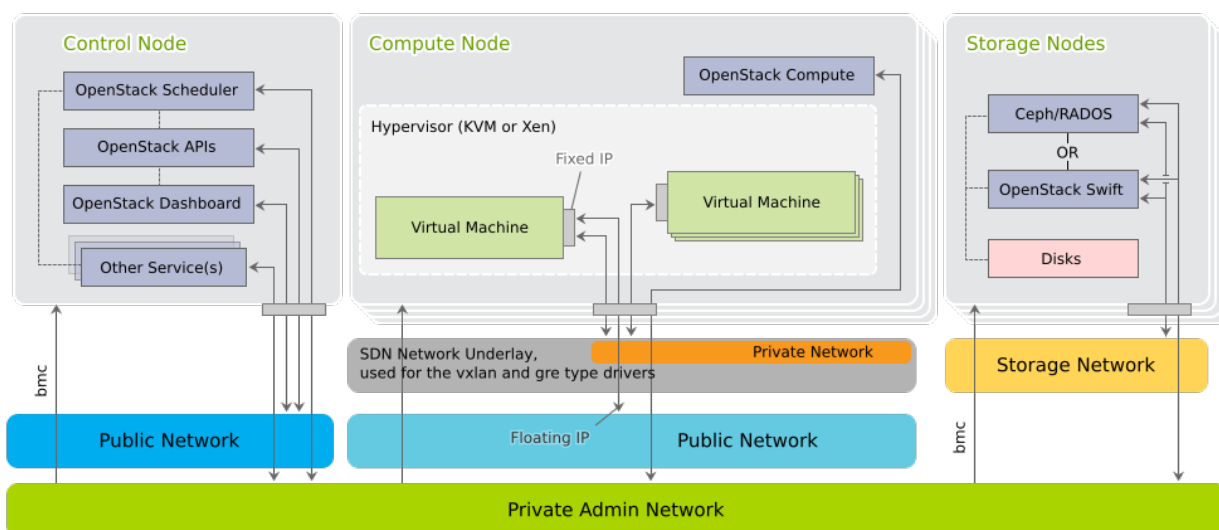 Control Node
OpenStack Scheduler
OpenStack APIs
OpenStack Dashboard
Other Service(s)
bmc
Public Network
Compute Node
OpenStack Compute
Hypervisor (KVM or Xen)
Fixed IP
Virtual Machine
Virtual Machine
SDN Network Underlay,
used for the vxlan and gre type drivers
Private Network
Floating IP
Public Network
Storage Nodes
Ceph/RADOS
OR
OpenStack Swift
Disks
Storage Network
bmc
Private Admin Network